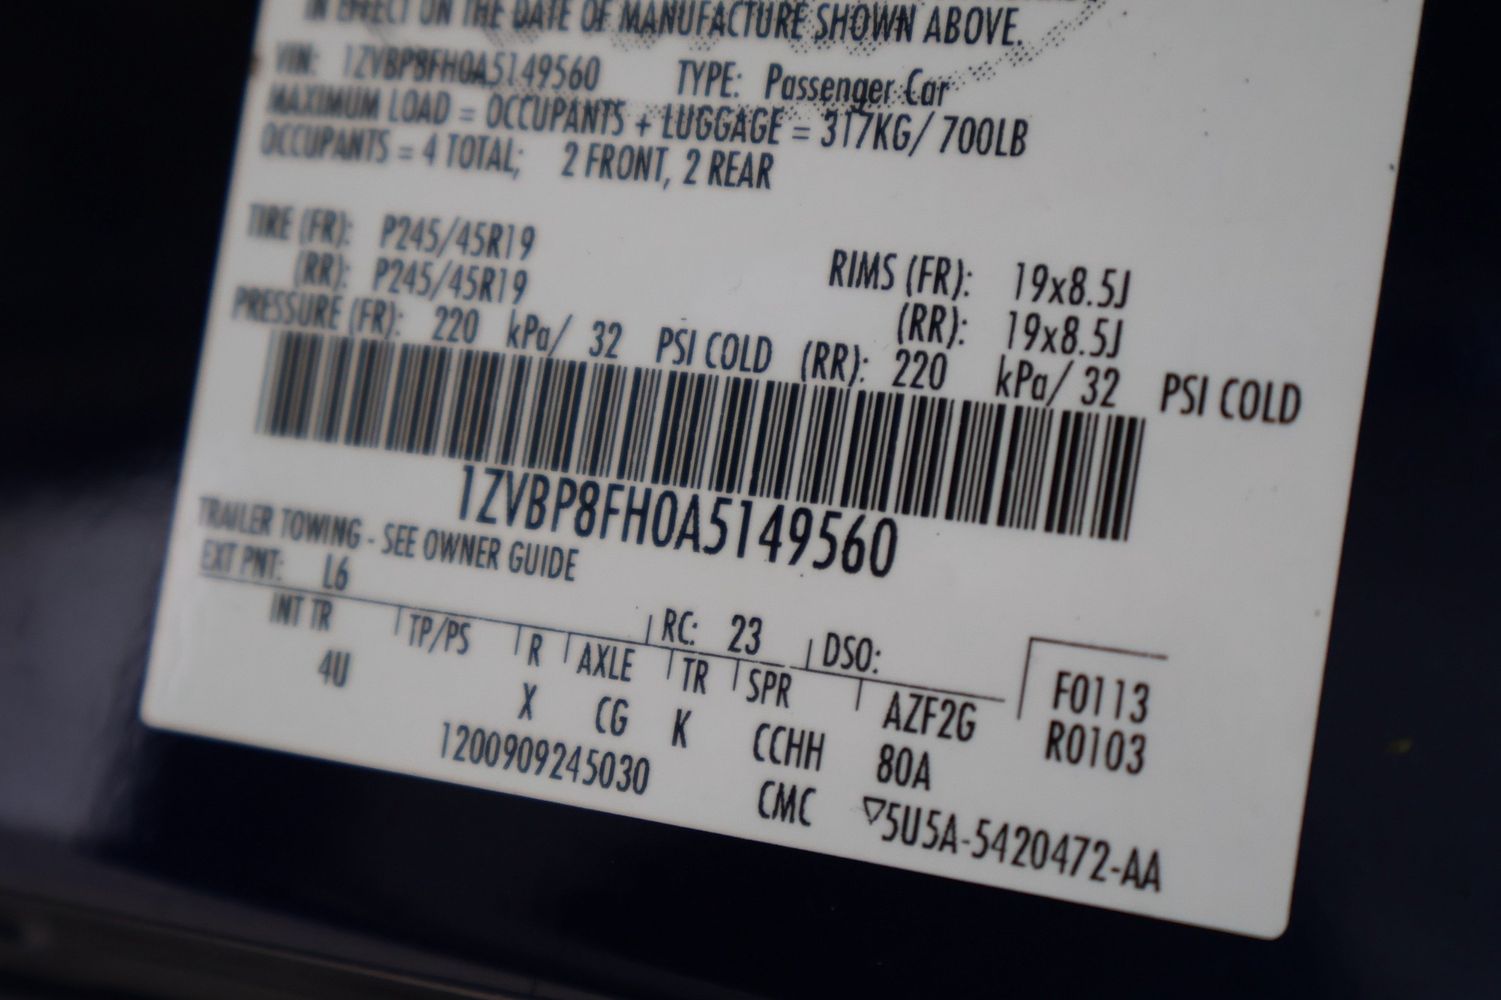 IN EFFECT ON THE DATE OF MANUFACTURE SHOWN ABOVE.
VIN: 1ZVBP8FH0A5149560 TYPE: Passenger Car
MAXIMUM LOAD = OCCUPANTS + LUGGAGE = 317KG/ 700LB
OCCUPANTS = 4 TOTAL; 2 FRONT, 2 REAR
TIRE (FR): P245/45R19 RIMS (FR): 19x8.5J
(RR): P245/45R19 (RR): 19x8.5J
PRESSURE (FR): 220 kPa/ 32 PSI COLD (RR): 220 kPa/ 32 PSI COLD
1ZVBP8FH0A5149560
TRAILER TOWING - SEE OWNER GUIDE
EXT PNT: L6 RC: 23 DSO: F0113
INT TR TP/PS R AXLE TR SPR AZF2G R0103
4U X CG K CCHH 80A
1200909245030 CMC ▽5U5A-5420472-AA